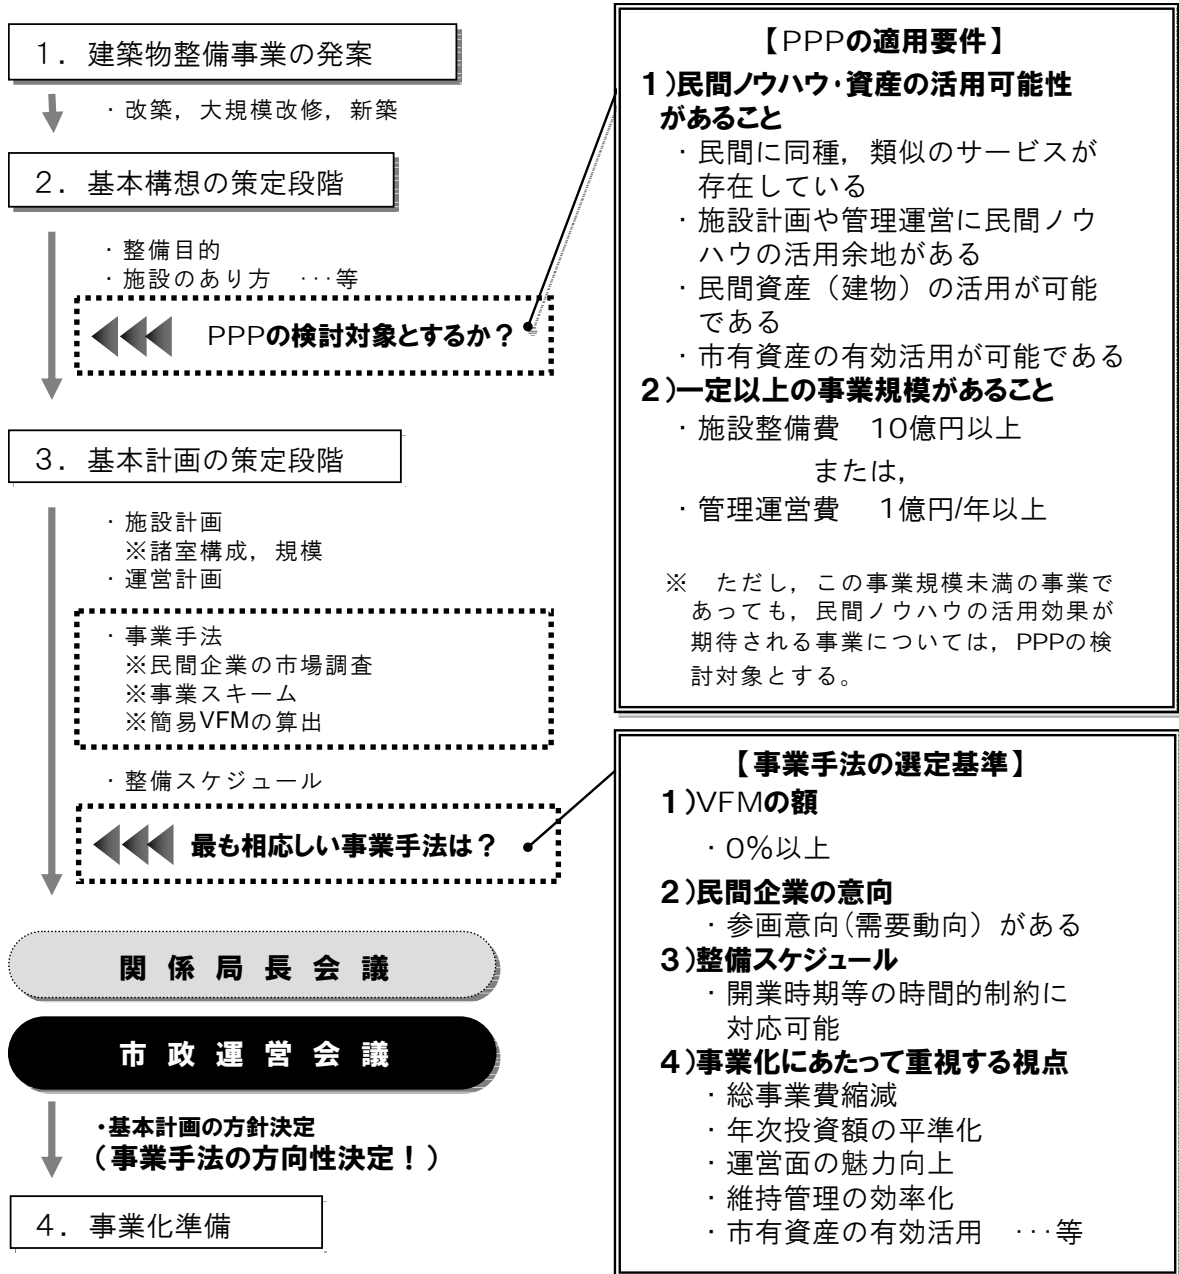 １．建築物整備事業の発案
・改築，大規模改修，新築
２．基本構想の策定段階
・整備目的
・施設のあり方　・・・等
PPPの検討対象とするか？
３．基本計画の策定段階
・施設計画
※諸室構成，規模
・運営計画
・事業手法
※民間企業の市場調査
※事業スキーム
※簡易VFMの算出
・整備スケジュール
最も相応しい事業手法は？
関係局長会議
市政運営会議
・基本計画の方針決定
（事業手法の方向性決定！）
４．事業化準備
【PPPの適用要件】
１）民間ノウハウ・資産の活用可能性
があること
・民間に同種，類似のサービスが
存在している
・施設計画や管理運営に民間ノウ
ハウの活用余地がある
・民間資産（建物）の活用が可能
である
・市有資産の有効活用が可能である
２）一定以上の事業規模があること
・施設整備費　10億円以上
または，
・管理運営費　1億円/年以上
※　ただし，この事業規模未満の事業で
あっても，民間ノウハウの活用効果が
期待される事業については，PPPの検
討対象とする。
【事業手法の選定基準】
１）VFMの額
・0％以上
２）民間企業の意向
・参画意向(需要動向）がある
３）整備スケジュール
・開業時期等の時間的制約に
対応可能
４）事業化にあたって重視する視点
・総事業費縮減
・年次投資額の平準化
・運営面の魅力向上
・維持管理の効率化
・市有資産の有効活用　・・・等